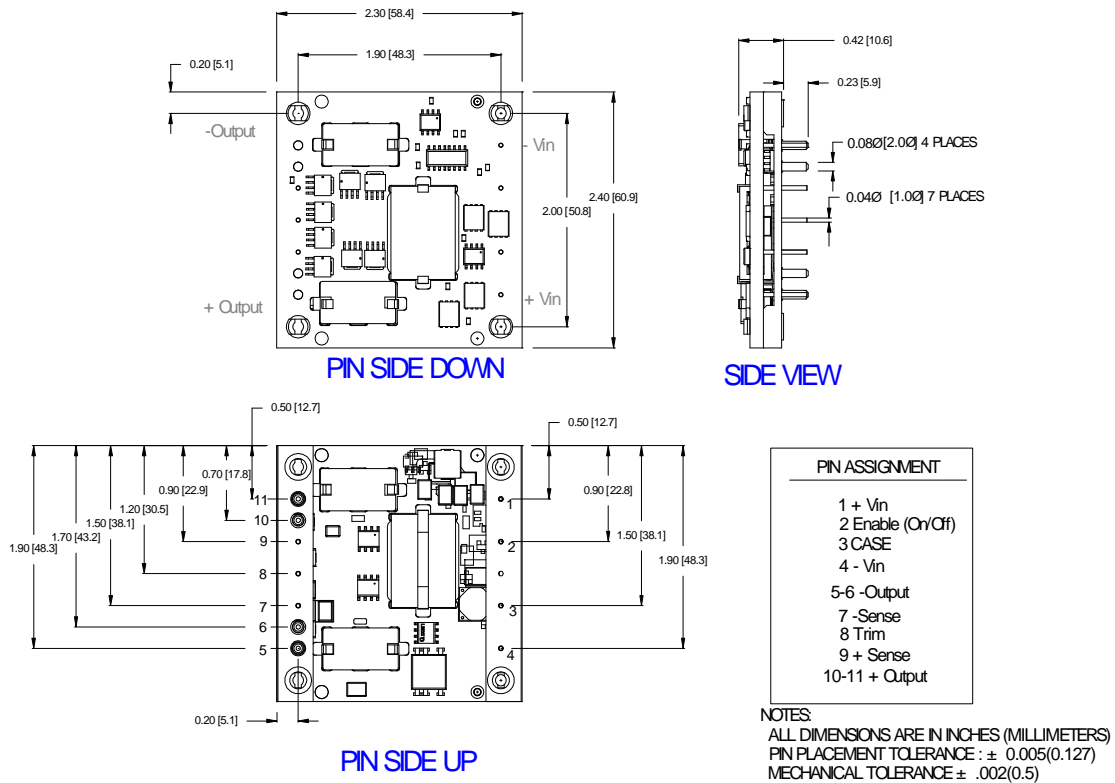 2.30 [58.4]
1.90 [48.3]
0.20 [5.1]
-Output
- Vin
2.00 [50.8]
2.40 [60.9]
+ Output
+ Vin
PIN SIDE DOWN
0.42 [10.6]
0.23 [5.9]
0.08Ø[2.0Ø] 4 PLACES
0.04Ø [1.0Ø] 7 PLACES
SIDE VIEW
0.50 [12.7]
0.70 [17.8]
0.90 [22.9]
1.20 [30.5]
1.50 [38.1]
1.70 [43.2]
1.90 [48.3]
11
10
9
8
7
6
5
0.20 [5.1]
0.50 [12.7]
0.90 [22.8]
1.50 [38.1]
1.90 [48.3]
1
2
3
4
PIN SIDE UP
PIN ASSIGNMENT
1 + Vin
2 Enable (On/Off)
3 CASE
4 - Vin
5-6 -Output
7 -Sense
8 Trim
9 + Sense
10-11 + Output
NOTES:
ALL DIMENSIONS ARE IN INCHES (MILLIMETERS)
PIN PLACEMENT TOLERANCE : ± 0.005(0.127)
MECHANICAL TOLERANCE ± .002(0.5)